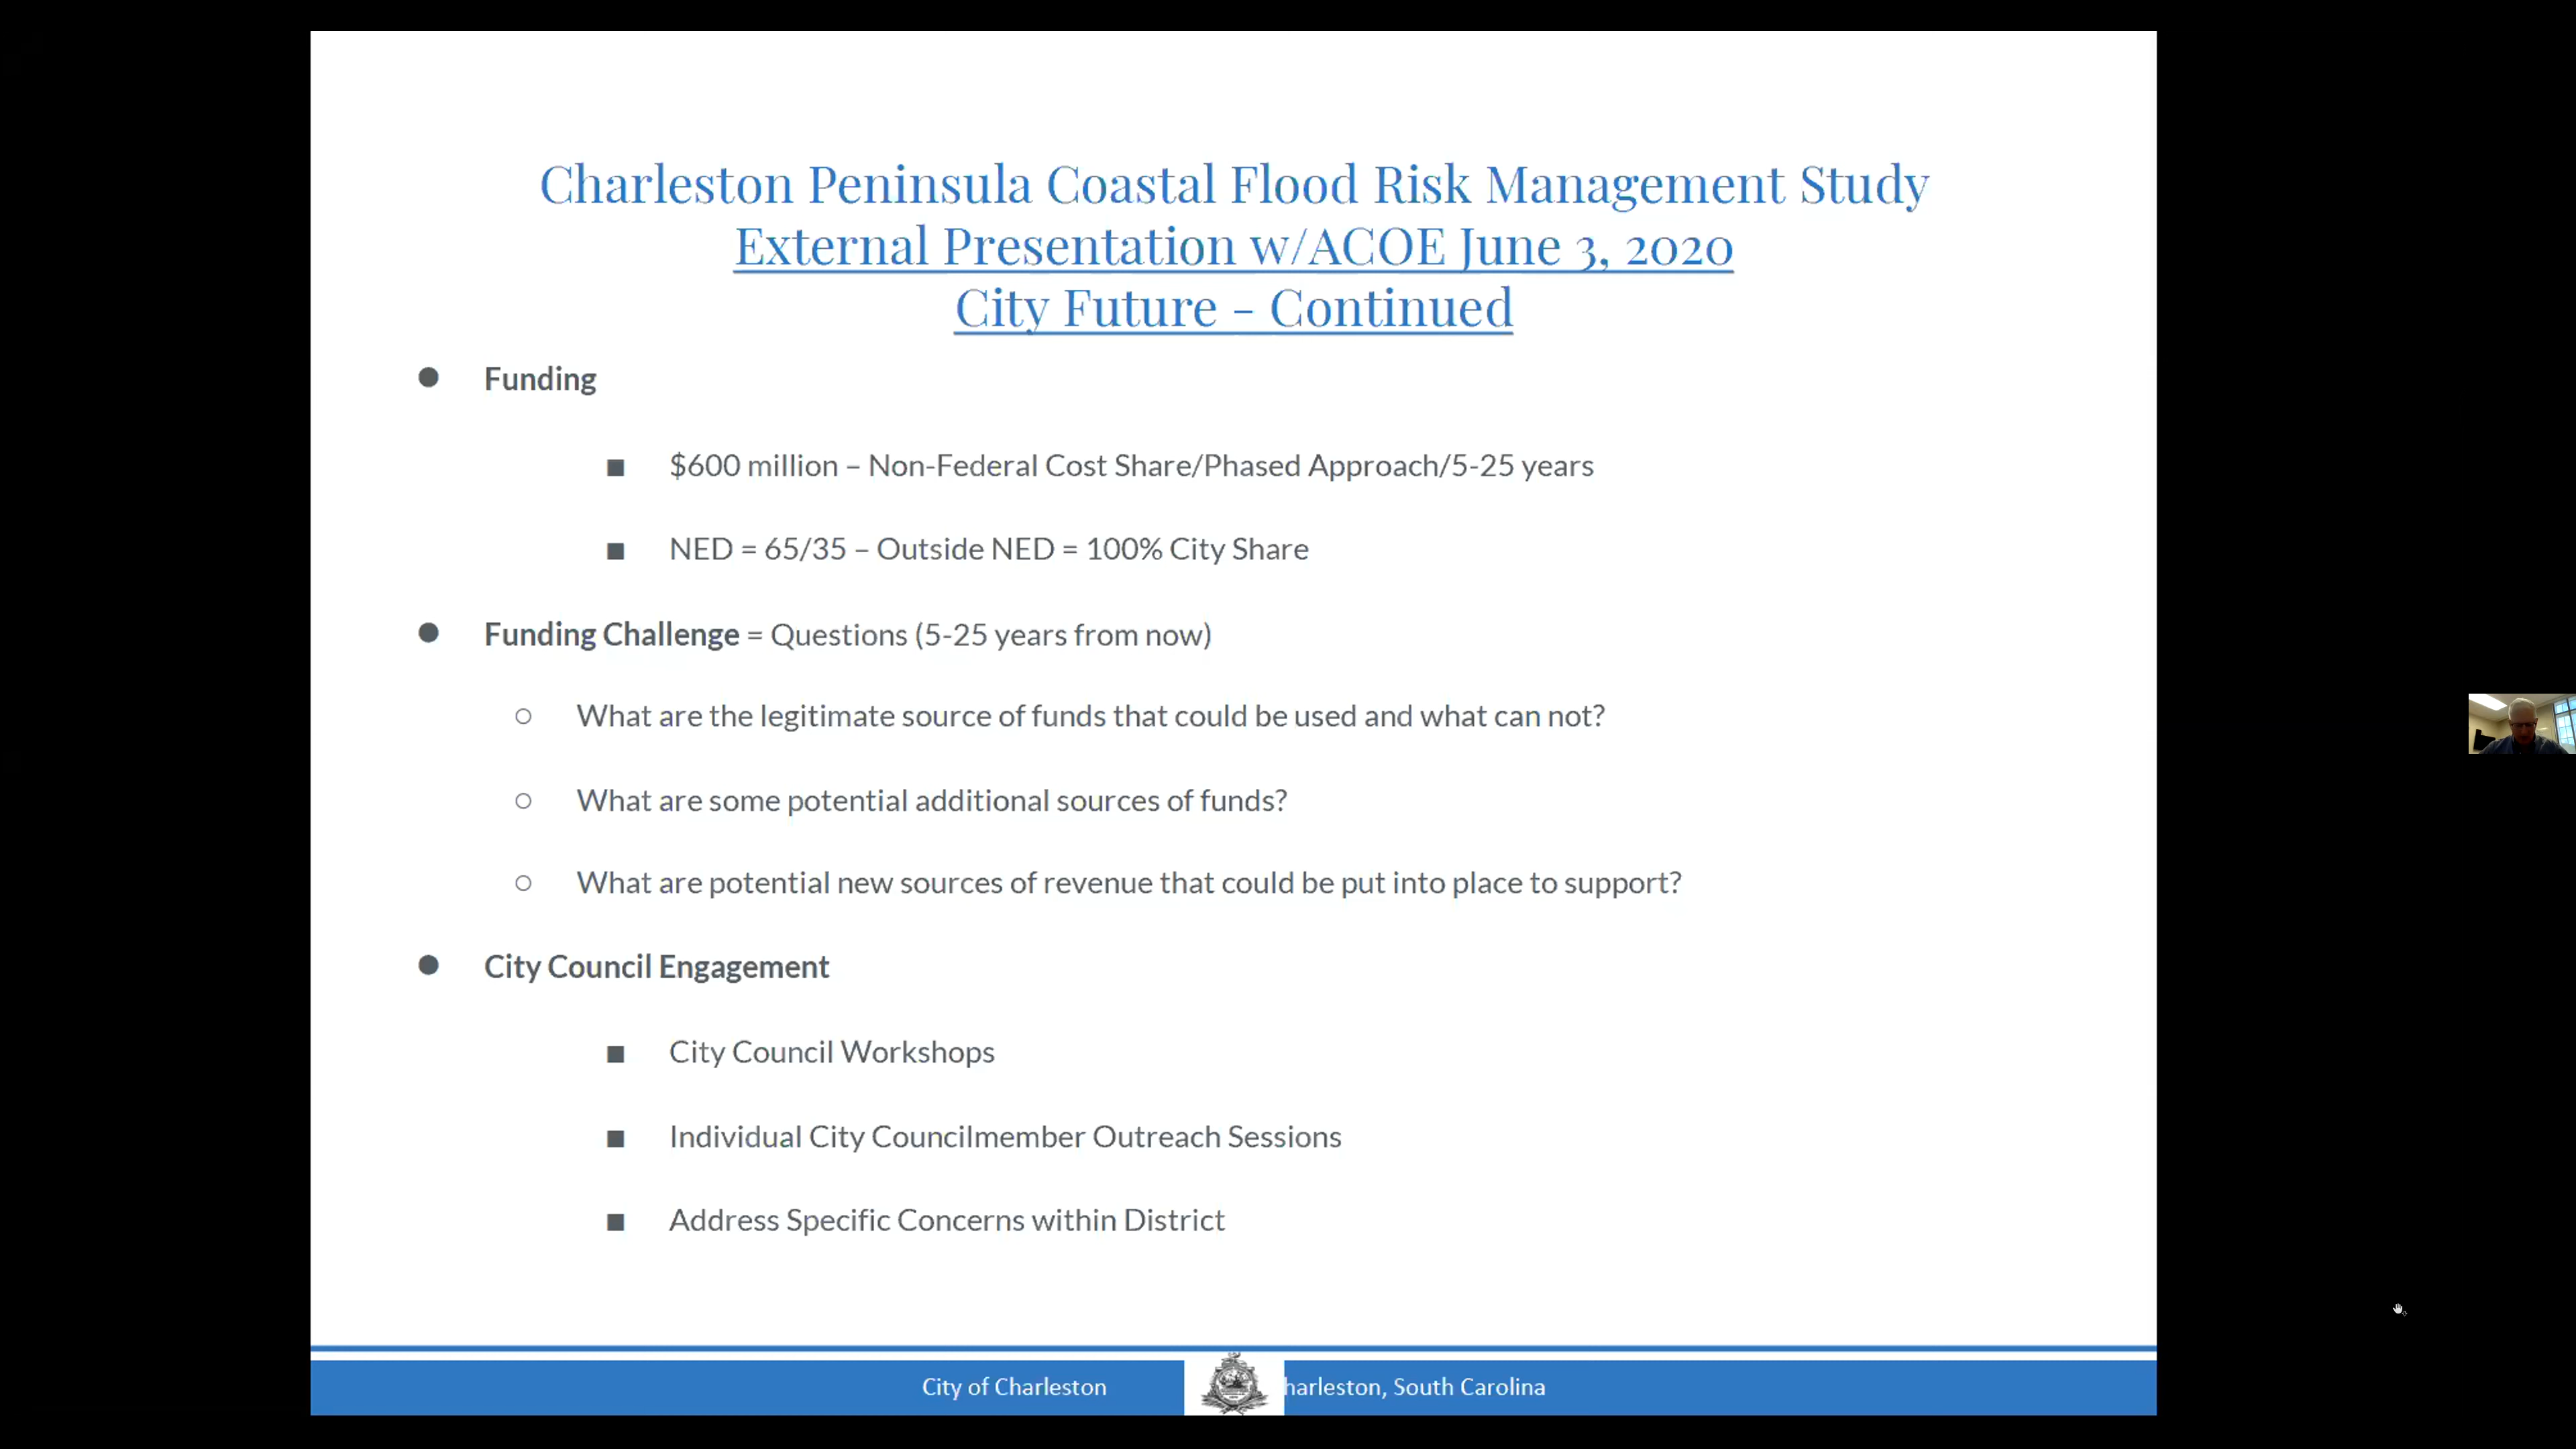 Charleston Peninsula Coastal Flood Risk Management Study
External Presentation w/ACOE June 3, 2020
City Future – Continued
● Funding
■ $600 million – Non-Federal Cost Share/Phased Approach/5-25 years
■ NED = 65/35 – Outside NED = 100% City Share
● Funding Challenge = Questions (5-25 years from now)
○ What are the legitimate source of funds that could be used and what can not?
○ What are some potential additional sources of funds?
○ What are potential new sources of revenue that could be put into place to support?
● City Council Engagement
■ City Council Workshops
■ Individual City Councilmember Outreach Sessions
■ Address Specific Concerns within District
City of Charleston harleston, South Carolina